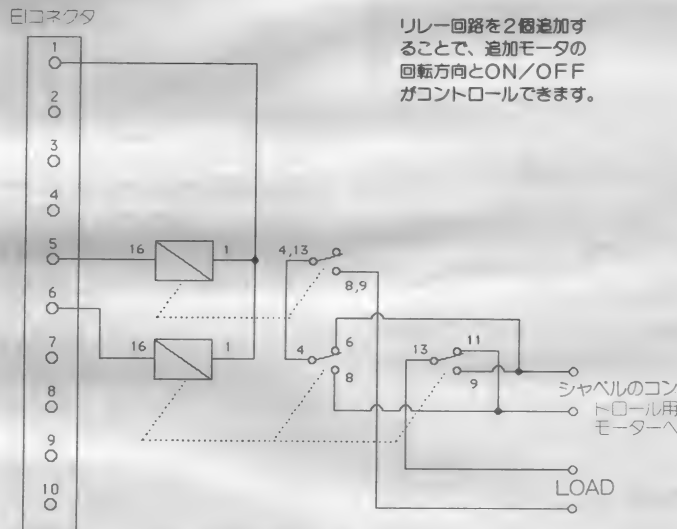 EIコネクタ
リレー回路を2個追加す
ることで、追加モータの
回転方向とON/OFF
がコントロールできます。
1
2
3
4
5
6
7
8
9
10
16
1
4,13
8,9
16
1
4
6
8
13
11
9
シャベルのコン
トロール用
モーターへ
LOAD